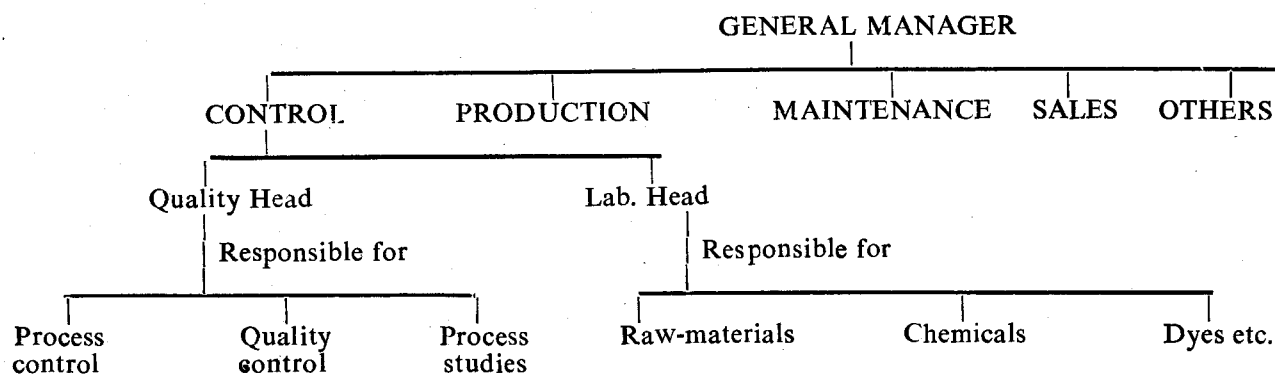 GENERAL MANAGER
CONTROL PRODUCTION MAINTENANCE SALES OTHERS
Quality Head Lab. Head
Responsible for Responsible for
Process control Quality control Process studies Raw-materials Chemicals Dyes etc.